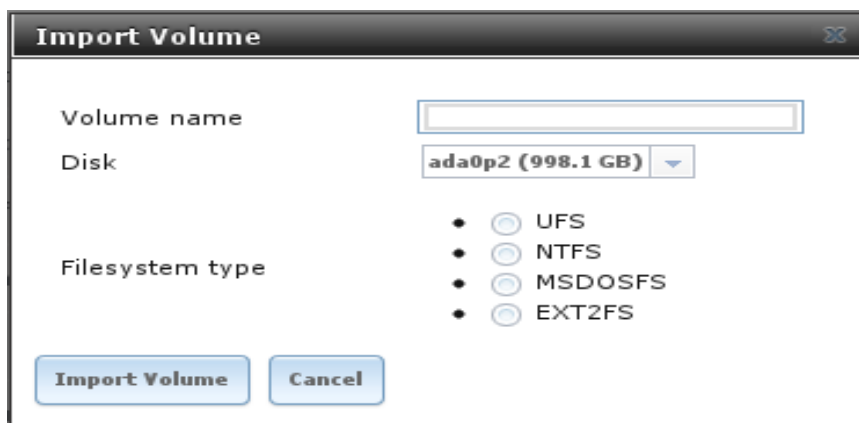 Import Volume
Volume name
Disk ada0p2 (998.1 GB)
Filesystem type
UFS
NTFS
MSDOSFS
EXT2FS
Import Volume Cancel